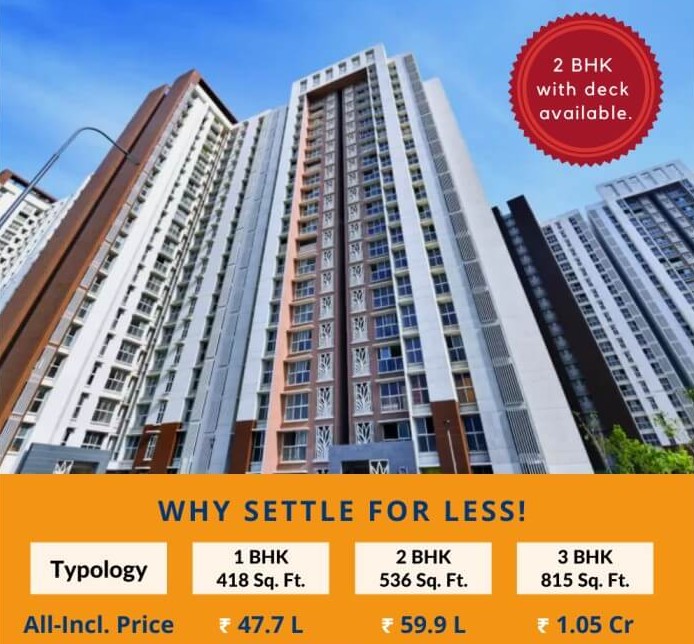 2 BHK
with deck
available.
WHY SETTLE FOR LESS!
Typology
1 BHK
418 Sq. Ft.
2 BHK
536 Sq. Ft.
3 BHK
815 Sq. Ft.
All-Incl. Price
₹ 47.7 L
₹ 59.9 L
₹ 1.05 Cr